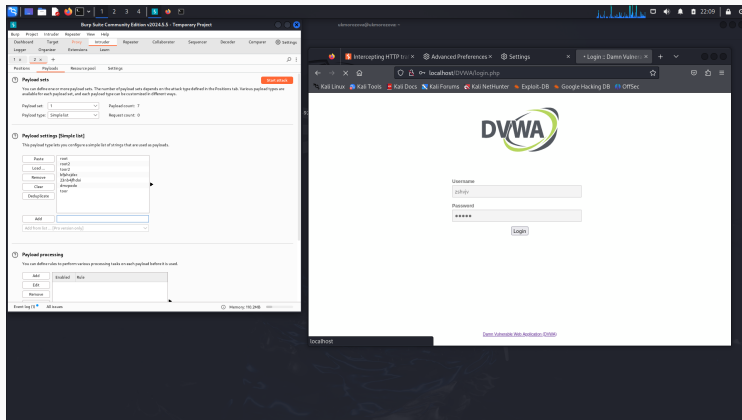 1 2 3 4
22:09
Burp Suite Community Edition v2024.5.5 - Temporary Project
Burp Project Intruder Repeater View Help
Dashboard Target Proxy Intruder Repeater Collaborator Sequencer Decoder Comparer Settings
Logger Organizer Extensions Learn
1 × 2 × +
Positions Payloads Resource pool Settings
Payload sets
Start attack
You can define one or more payload sets. The number of payload sets depends on the attack type defined in the Positions tab. Various payload types are
available for each payload set, and each payload type can be customized in different ways.
Payload set: 1 Payload count: 7
Payload type: Simple list Request count: 0
Payload settings [Simple list]
This payload type lets you configure a simple list of strings that are used as payloads.
Paste
Load ...
Remove
Clear
Deduplicate
Add
root
root2
user
Add from list ... [Pro version only]
Payload processing
You can define rules to perform various processing tasks on each payload before it is used.
Add
Edit
Remove
Enabled Rule
Event log (1) All issues
Memory: 116.2MB
Intercepting HTTP tra × Advanced Preferences × Settings × Login :: Damn Vulnera × +
localhost/DVWA/login.php
Kali Linux Kali Tools Kali Docs Kali Forums Kali NetHunter Exploit-DB Google Hacking DB OffSec
DVWA
Username
Password
•••••
Login
Damn Vulnerable Web Application (DVWA)
localhost